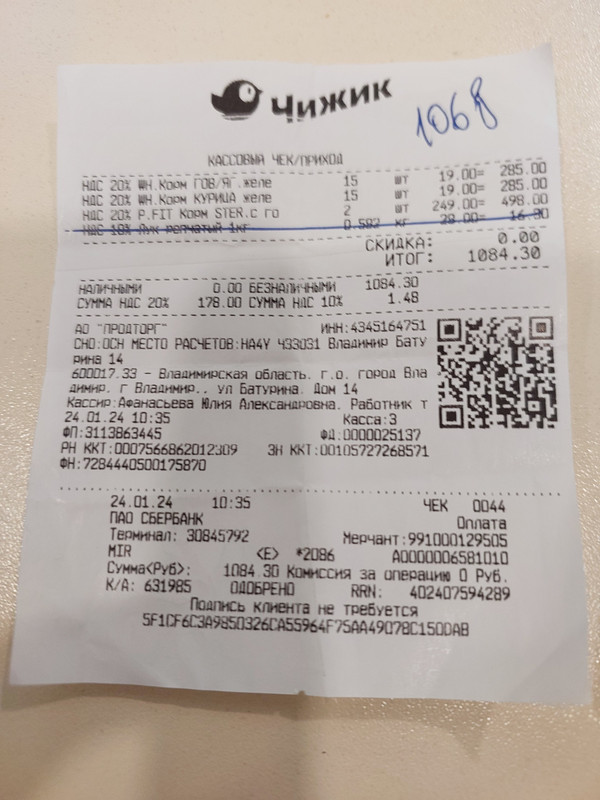 Чижик
1068
КАССОВЫЙ ЧЕК/ПРИХОД
НДС 20% WH.Корм ГОВ/ЯГ.желе 15 шт 19.00= 285.00
НДС 20% WH.Корм КУРИЦА желе 15 шт 19.00= 285.00
НДС 20% P.FIT Корм STER.с го 2 шт 249.00= 498.00
НДС 10% Лук репчатый 1кг 0.582 кг 28.00= 16.30
СКИДКА: 0.00
ИТОГ: 1084.30
НАЛИЧНЫМИ 0.00 БЕЗНАЛИЧНЫМИ 1084.30
СУММА НДС 20% 178.00 СУММА НДС 10% 1.48
АО "ПРОДТОРГ" ИНН:4345164751
СНО:ОСН МЕСТО РАСЧЕТОВ:НА4У 433031 Владимир Бату
рина 14
600017.33 - Владимирская область, г.о. город Вла
димир, г Владимир,, ул Батурина, Дом 14
Кассир:Афанасьева Юлия Александровна, Работник т
24.01.24 10:35 Касса:3
ФП:3113863445 ФД:0000025137
РН ККТ:0007566862012309 ЗН ККТ:00105727268571
ФН:7284440500175870
24.01.24 10:35 ЧЕК 0044
ПАО СБЕРБАНК Оплата
Терминал: 30845792 Мерчант:991000129505
MIR (E) *2086 A0000006581010
Сумма(Руб): 1084.30 Комиссия за операцию 0 Руб.
К/А: 631985 ОДОБРЕНО RRN: 402407594289
Подпись клиента не требуется
5F1CF6C3A9850326CA55964F75AA49078C150DAB